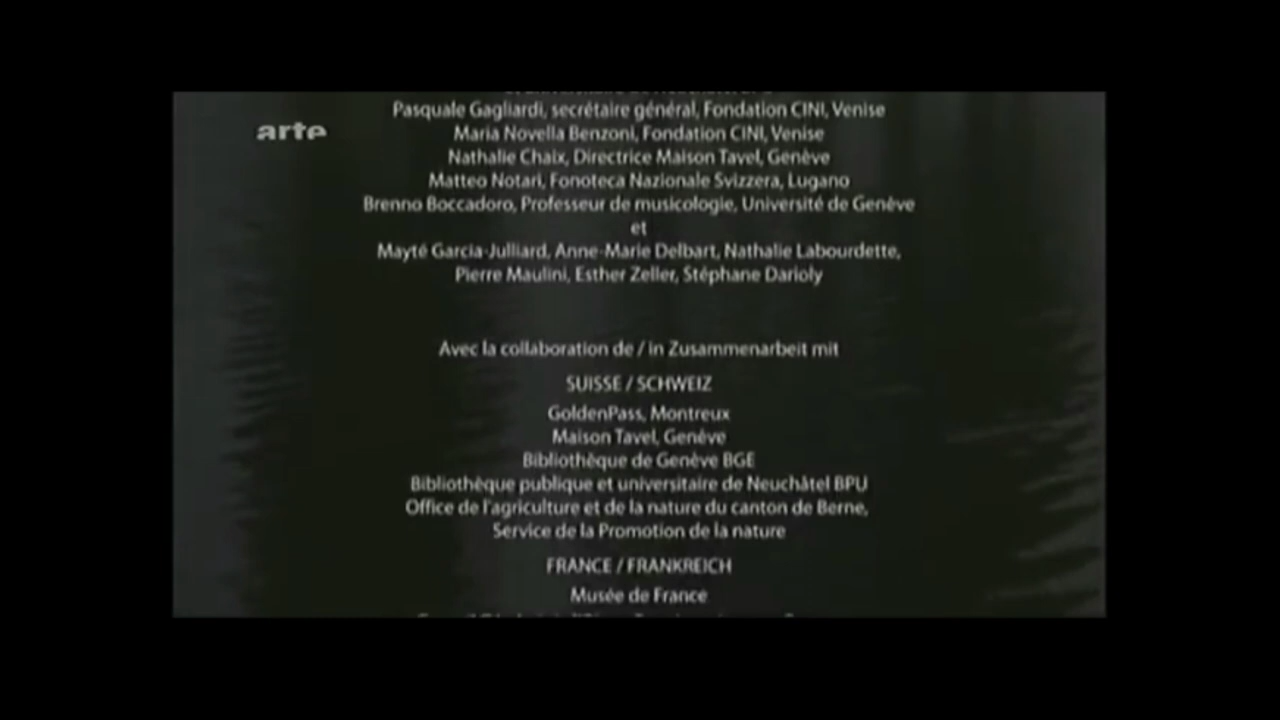 arte
Pasquale Gagliardi, secrétaire général, Fondation CINI, Venise
Maria Novella Benzoni, Fondation CINI, Venise
Nathalie Chaix, Directrice Maison Tavel, Genève
Matteo Notari, Fonoteca Nazionale Svizzera, Lugano
Brenno Boccadoro, Professeur de musicologie, Université de Genève
et
Mayté Garcia-Julliard, Anne-Marie Delbart, Nathalie Labourdette,
Pierre Maulini, Esther Zeller, Stéphane Darioly
Avec la collaboration de / in Zusammenarbeit mit
SUISSE / SCHWEIZ
GoldenPass, Montreux
Maison Tavel, Genève
Bibliothèque de Genève BGE
Bibliothèque publique et universitaire de Neuchâtel BPU
Office de l'agriculture et de la nature du canton de Berne,
Service de la Promotion de la nature
FRANCE / FRANKREICH
Musée de France